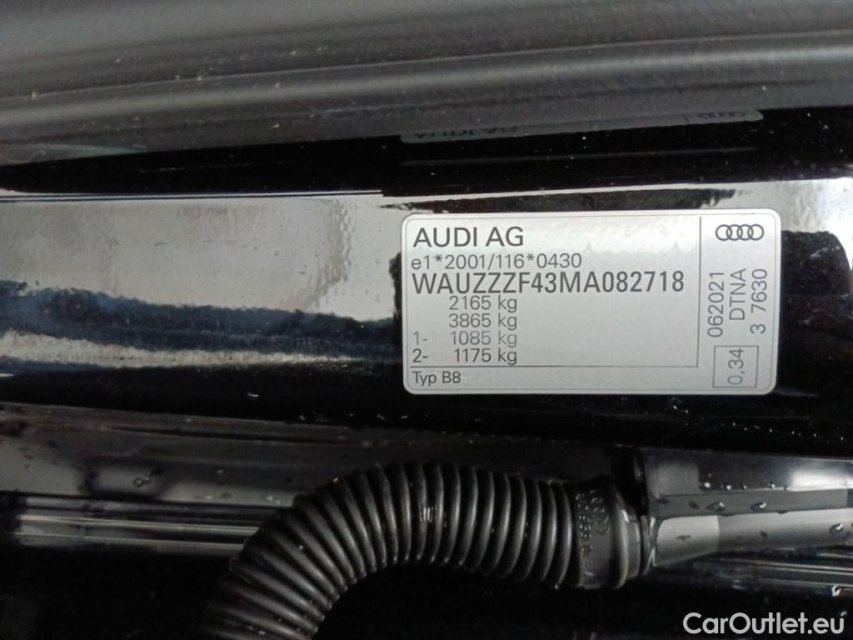 AUDI AG
e1*2001/116*0430
WAUZZZF43MA082718
2165 kg
3865 kg
1- 1085 kg
2- 1175 kg
Typ B8
062021
DTNA
3 7630
0,34
CarOutlet.eu